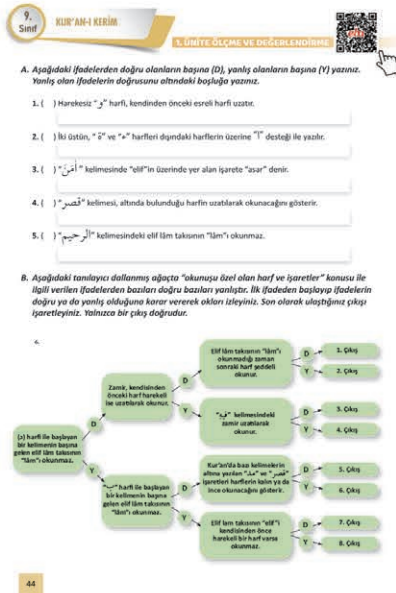 9.
Sınıf
KUR'AN-I KERİM
1. ÜNİTE ÖLÇME VE DEĞERLENDİRME
A. Aşağıdaki ifadelerden doğru olanların başına (D), yanlış olanların başına (Y) yazınız.
Yanlış olan ifadelerin doğrusunu altındaki boşluğa yazınız.
1. ( ) Harekesiz "و" harfi, kendinden önceki esreli harfi uzatır.
2. ( ) İki üstün, "ة" ve "ء" harfleri dışındaki harflerin üzerine "ا" desteği ile yazılır.
3. ( ) "أٰمَنَ" kelimesinde "elif"in üzerinde yer alan işarete "asar" denir.
4. ( ) "قصر" kelimesi, altında bulunduğu harfin uzatılarak okunacağını gösterir.
5. ( ) "الرحيم" kelimesindeki elif lâm takısının "lâm"ı okunmaz.
B. Aşağıdaki tanılayıcı dallanmış ağaçta "okunuşu özel olan harf ve işaretler" konusu ile
ilgili verilen ifadelerden bazıları doğru bazıları yanlıştır. İlk ifadeden başlayıp ifadelerin
doğru ya da yanlış olduğuna karar vererek okları izleyiniz. Son olarak ulaştığınız çıkışı
işaretleyiniz. Yalnızca bir çıkış doğrudur.
(د) harfi ile başlayan
bir kelimenin başına
gelen elif lâm takısının
"lâm"ı okunmaz.
D
Y
Zamir, kendisinden
önceki harf harekeli
ise uzatılarak okunur.
D
Y
"ب" harfi ile başlayan
bir kelimenin başına
gelen elif lâm takısının
"lâm"ı okunmaz.
D
Y
Elif lâm takısının "lâm"ı
okunmadığı zaman
sonraki harf şeddeli
okunur.
D
Y
1. Çıkış
2. Çıkış
"فيه" kelimesindeki
zamir uzatılarak
okunur.
D
Y
3. Çıkış
4. Çıkış
Kur'an'da bazı kelimelerin
altına yazılan "مد" ve "قصر"
işaretleri harflerin kalın ya da
ince okunacağını gösterir.
D
Y
5. Çıkış
6. Çıkış
Elif lam takısının "elif"i
kendisinden önce
harekeli bir harf varsa
okunmaz.
D
Y
7. Çıkış
8. Çıkış
44